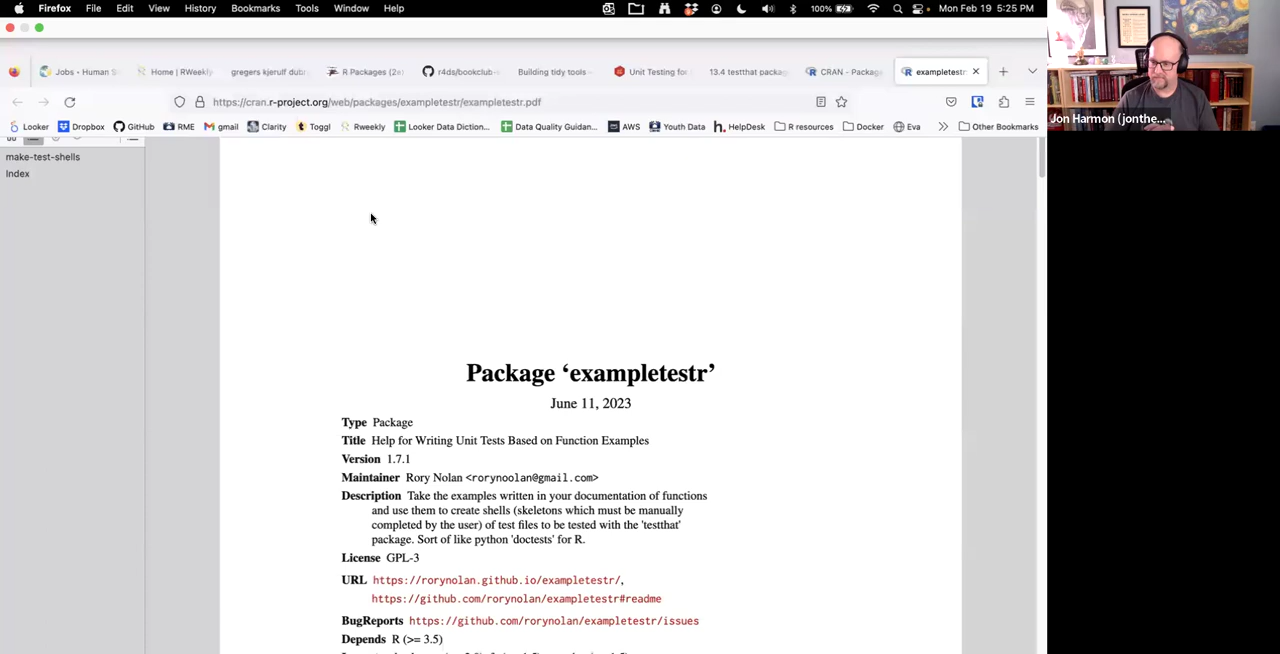 Firefox File Edit View History Bookmarks Tools Window Help 100% Mon Feb 19 5:25 PM
Jobs - Human S Home | RWeekly gregers kjerulf dub R Packages (2e) r4ds/bookclub- Building tidy tools Unit Testing for 13.4 testthat packag CRAN - Package exampletestr
https://cran.r-project.org/web/packages/exampletestr/exampletestr.pdf
Looker Dropbox GitHub RME gmail Clarity Toggl Rweekly Looker Data Diction... Data Quality Guidan... AWS Youth Data HelpDesk R resources Docker Eva Other Bookmarks
Jon Harmon (jonthe...
make-test-shells
Index
Package ‘exampletestr’
June 11, 2023
Type Package
Title Help for Writing Unit Tests Based on Function Examples
Version 1.7.1
Maintainer Rory Nolan <rorynoolan@gmail.com>
Description Take the examples written in your documentation of functions
and use them to create shells (skeletons which must be manually
completed by the user) of test files to be tested with the 'testthat'
package. Sort of like python 'doctests' for R.
License GPL-3
URL https://rorynolan.github.io/exampletestr/,
https://github.com/rorynolan/exampletestr#readme
BugReports https://github.com/rorynolan/exampletestr/issues
Depends R (>= 3.5)